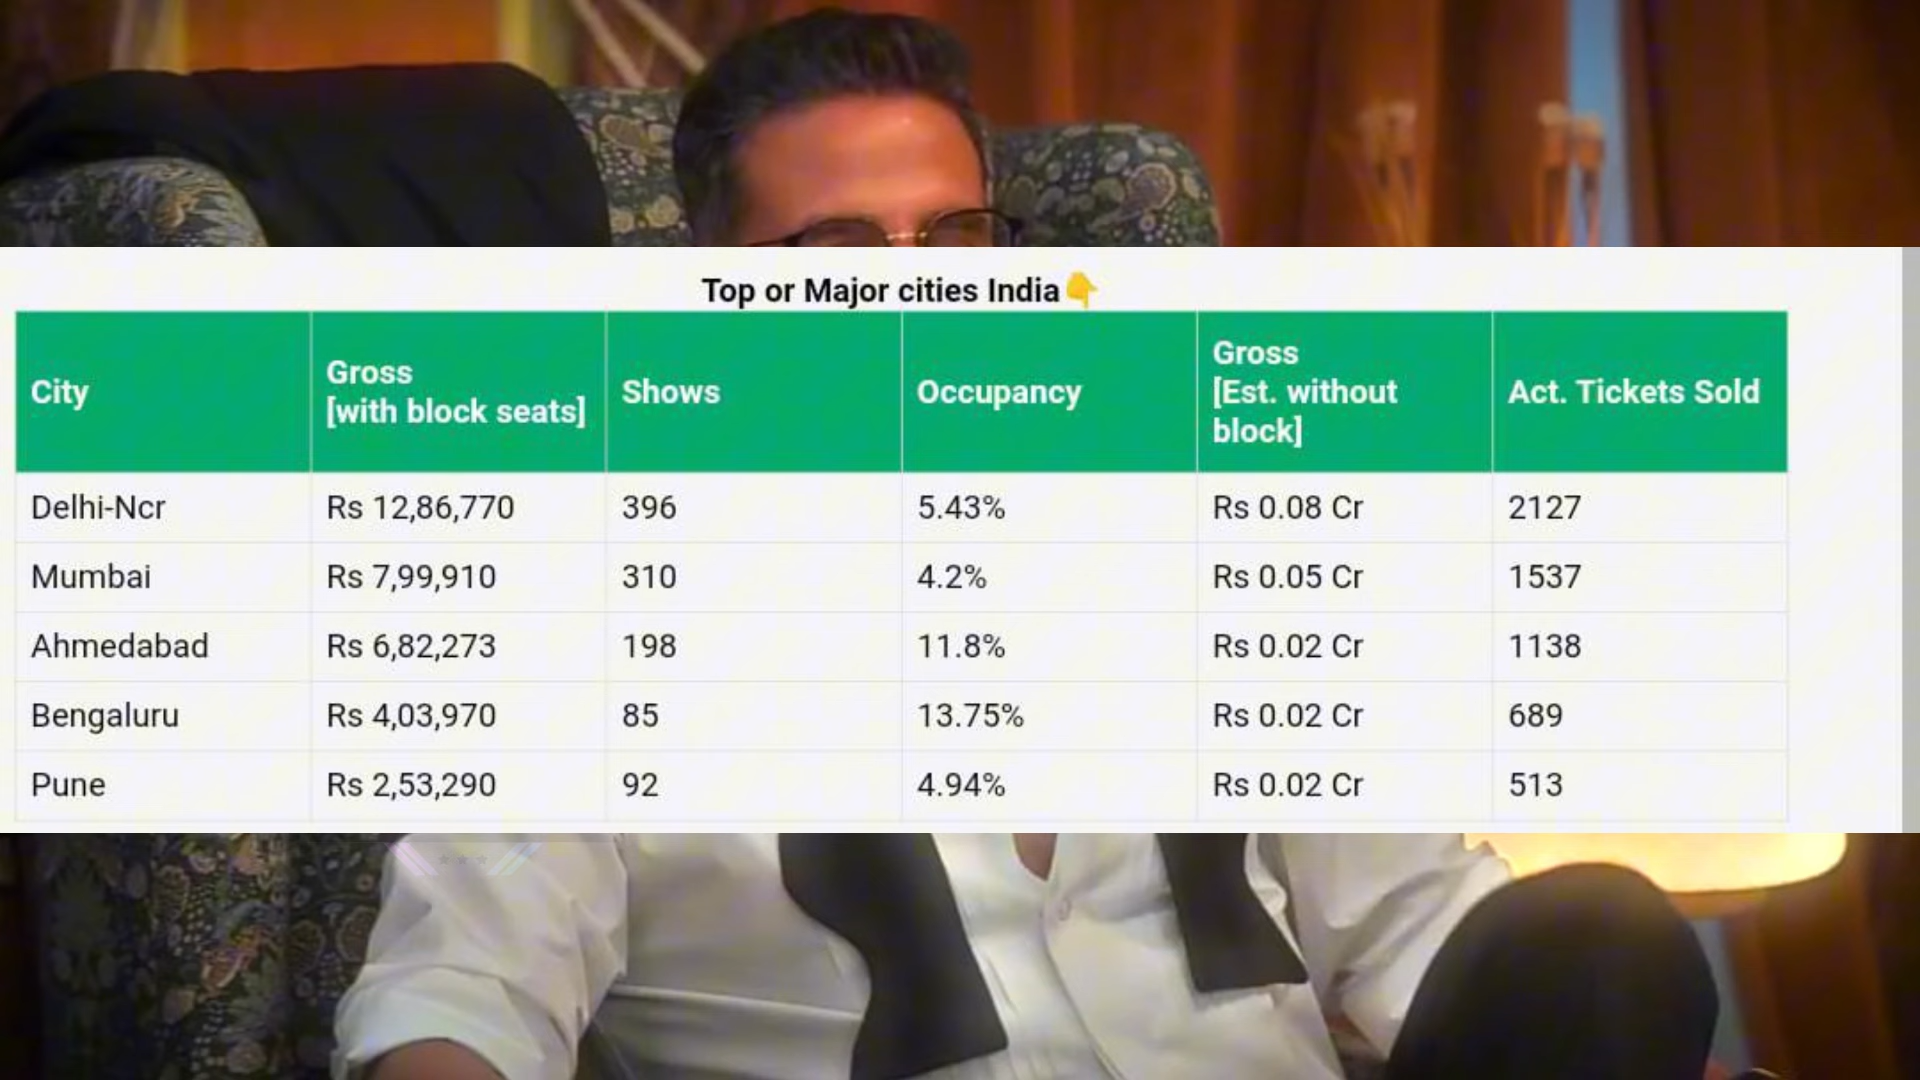 Top or Major cities India👇
City
Gross
[with block seats]
Shows
Occupancy
Gross
[Est. without
block]
Act. Tickets Sold
Delhi-Ncr Rs 12,86,770 396 5.43% Rs 0.08 Cr 2127
Mumbai Rs 7,99,910 310 4.2% Rs 0.05 Cr 1537
Ahmedabad Rs 6,82,273 198 11.8% Rs 0.02 Cr 1138
Bengaluru Rs 4,03,970 85 13.75% Rs 0.02 Cr 689
Pune Rs 2,53,290 92 4.94% Rs 0.02 Cr 513